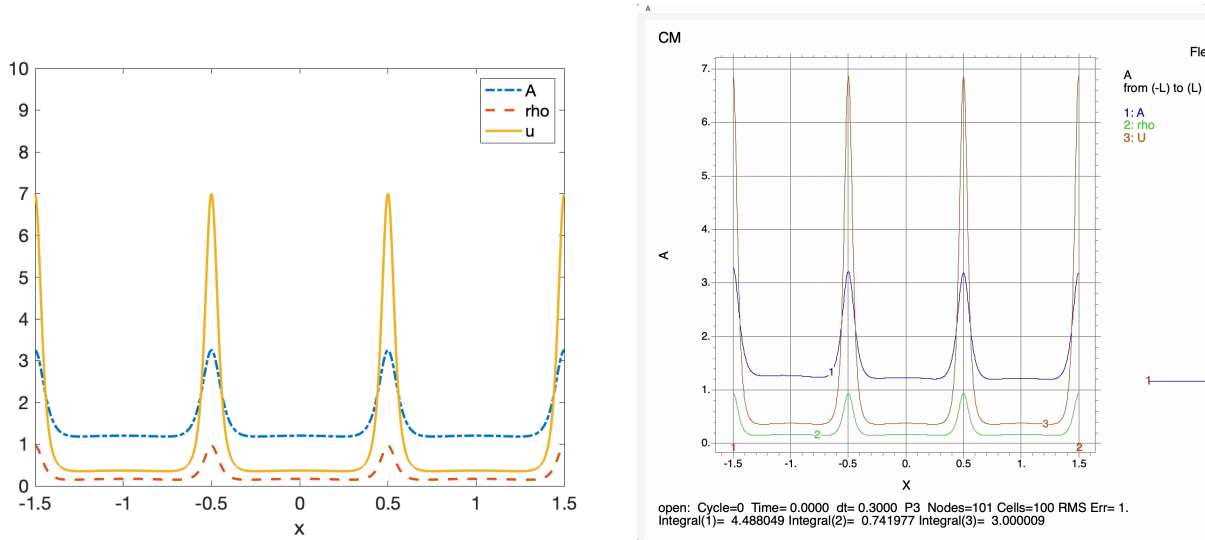 10
9
8
7
6
5
4
3
2
1
0
-1.5
-1
-0.5
0
0.5
1
1.5
x
A
rho
u
A
CM
Fle
A
from (-L) to (L)
1: A
2: rho
3: U
7.
6.
5.
4.
3.
2.
1.
0.
A
1
2
3
1
2
1
-1.5
-1.
-0.5
0.
0.5
1.
1.5
X
open: Cycle=0 Time= 0.0000 dt= 0.3000 P3 Nodes=101 Cells=100 RMS Err= 1.
Integral(1)= 4.488049 Integral(2)= 0.741977 Integral(3)= 3.000009